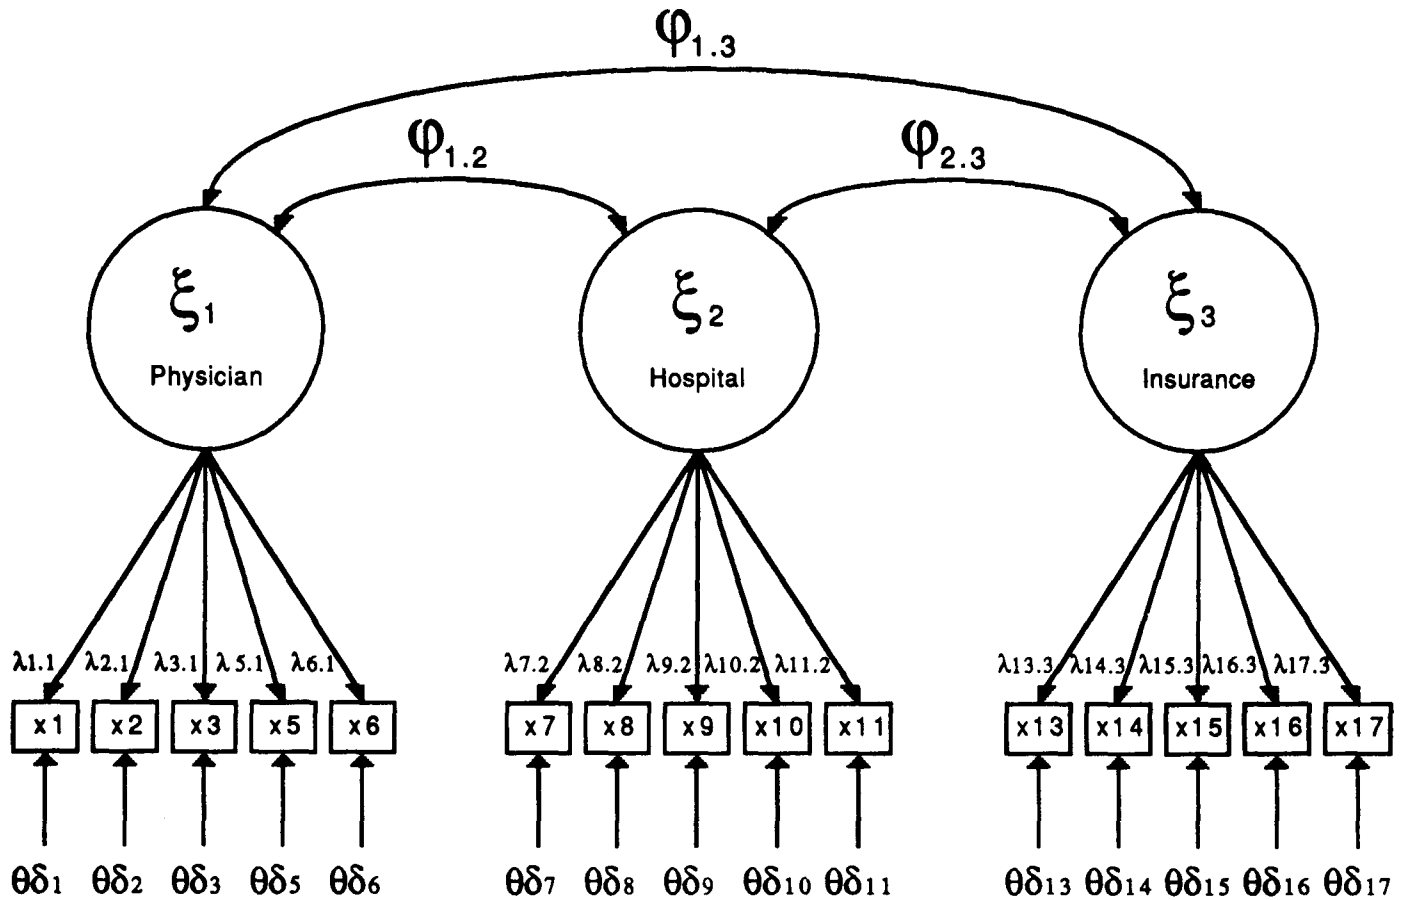 φ1.3
φ1.2 φ2.3
ξ1 ξ2 ξ3
Physician Hospital Insurance
λ1.1 λ2.1 λ3.1 λ5.1 λ6.1 λ7.2 λ8.2 λ9.2 λ10.2 λ11.2 λ13.3 λ14.3 λ15.3 λ16.3 λ17.3
x1 x2 x3 x5 x6 x7 x8 x9 x10 x11 x13 x14 x15 x16 x17
θδ1 θδ2 θδ3 θδ5 θδ6 θδ7 θδ8 θδ9 θδ10 θδ11 θδ13 θδ14 θδ15 θδ16 θδ17